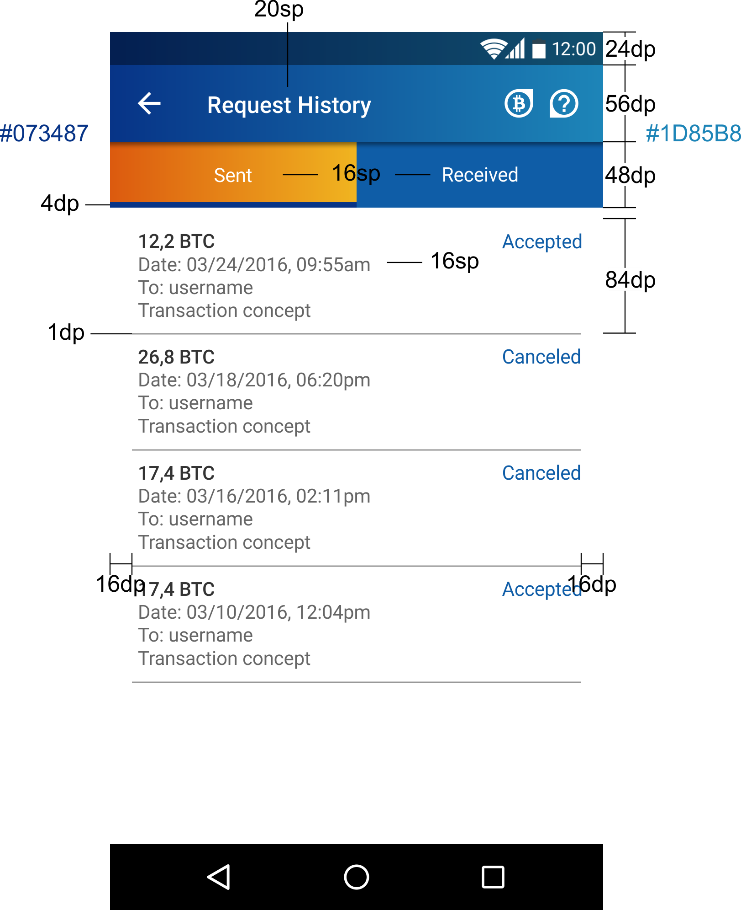 20sp
12:00
24dp
Request History
56dp
#073487
#1D85B8
Sent
16sp
Received
48dp
4dp
12,2 BTC
Accepted
Date: 03/24/2016, 09:55am
16sp
To: username
84dp
Transaction concept
1dp
26,8 BTC
Canceled
Date: 03/18/2016, 06:20pm
To: username
Transaction concept
17,4 BTC
Canceled
Date: 03/16/2016, 02:11pm
To: username
Transaction concept
16dp
17,4 BTC
Accepted
16dp
Date: 03/10/2016, 12:04pm
To: username
Transaction concept